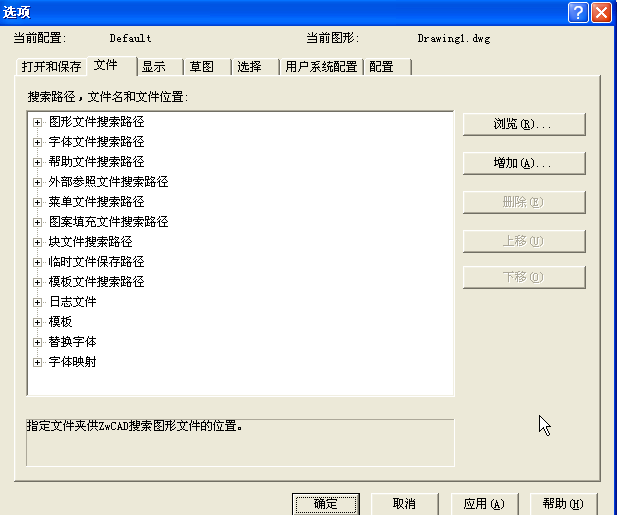 选项
当前配置: Default 当前图形: Drawing1.dwg
打开和保存 文件 显示 草图 选择 用户系统配置 配置
搜索路径，文件名和文件位置:
图形文件搜索路径
字体文件搜索路径
帮助文件搜索路径
外部参照文件搜索路径
菜单文件搜索路径
图案填充文件搜索路径
块文件搜索路径
临时文件保存路径
模板文件搜索路径
日志文件
模板
替换字体
字体映射
浏览(R)...
增加(A)...
删除(E)
上移(U)
下移(O)
指定文件夹供ZwCAD搜索图形文件的位置。
确定 取消 应用(A) 帮助(H)